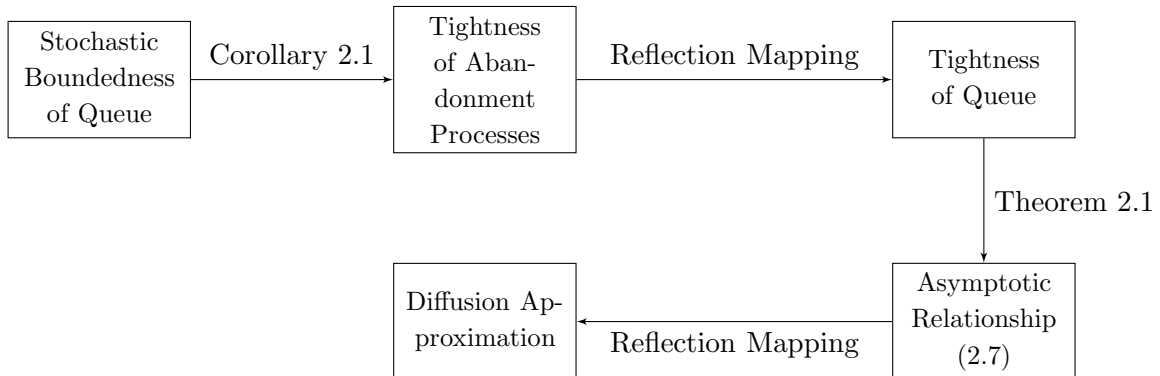 Stochastic
Boundedness
of Queue
Corollary 2.1
Tightness
of Aban-
donment
Processes
Reflection Mapping
Tightness
of Queue
Theorem 2.1
Asymptotic
Relationship
(2.7)
Reflection Mapping
Diffusion Ap-
proximation